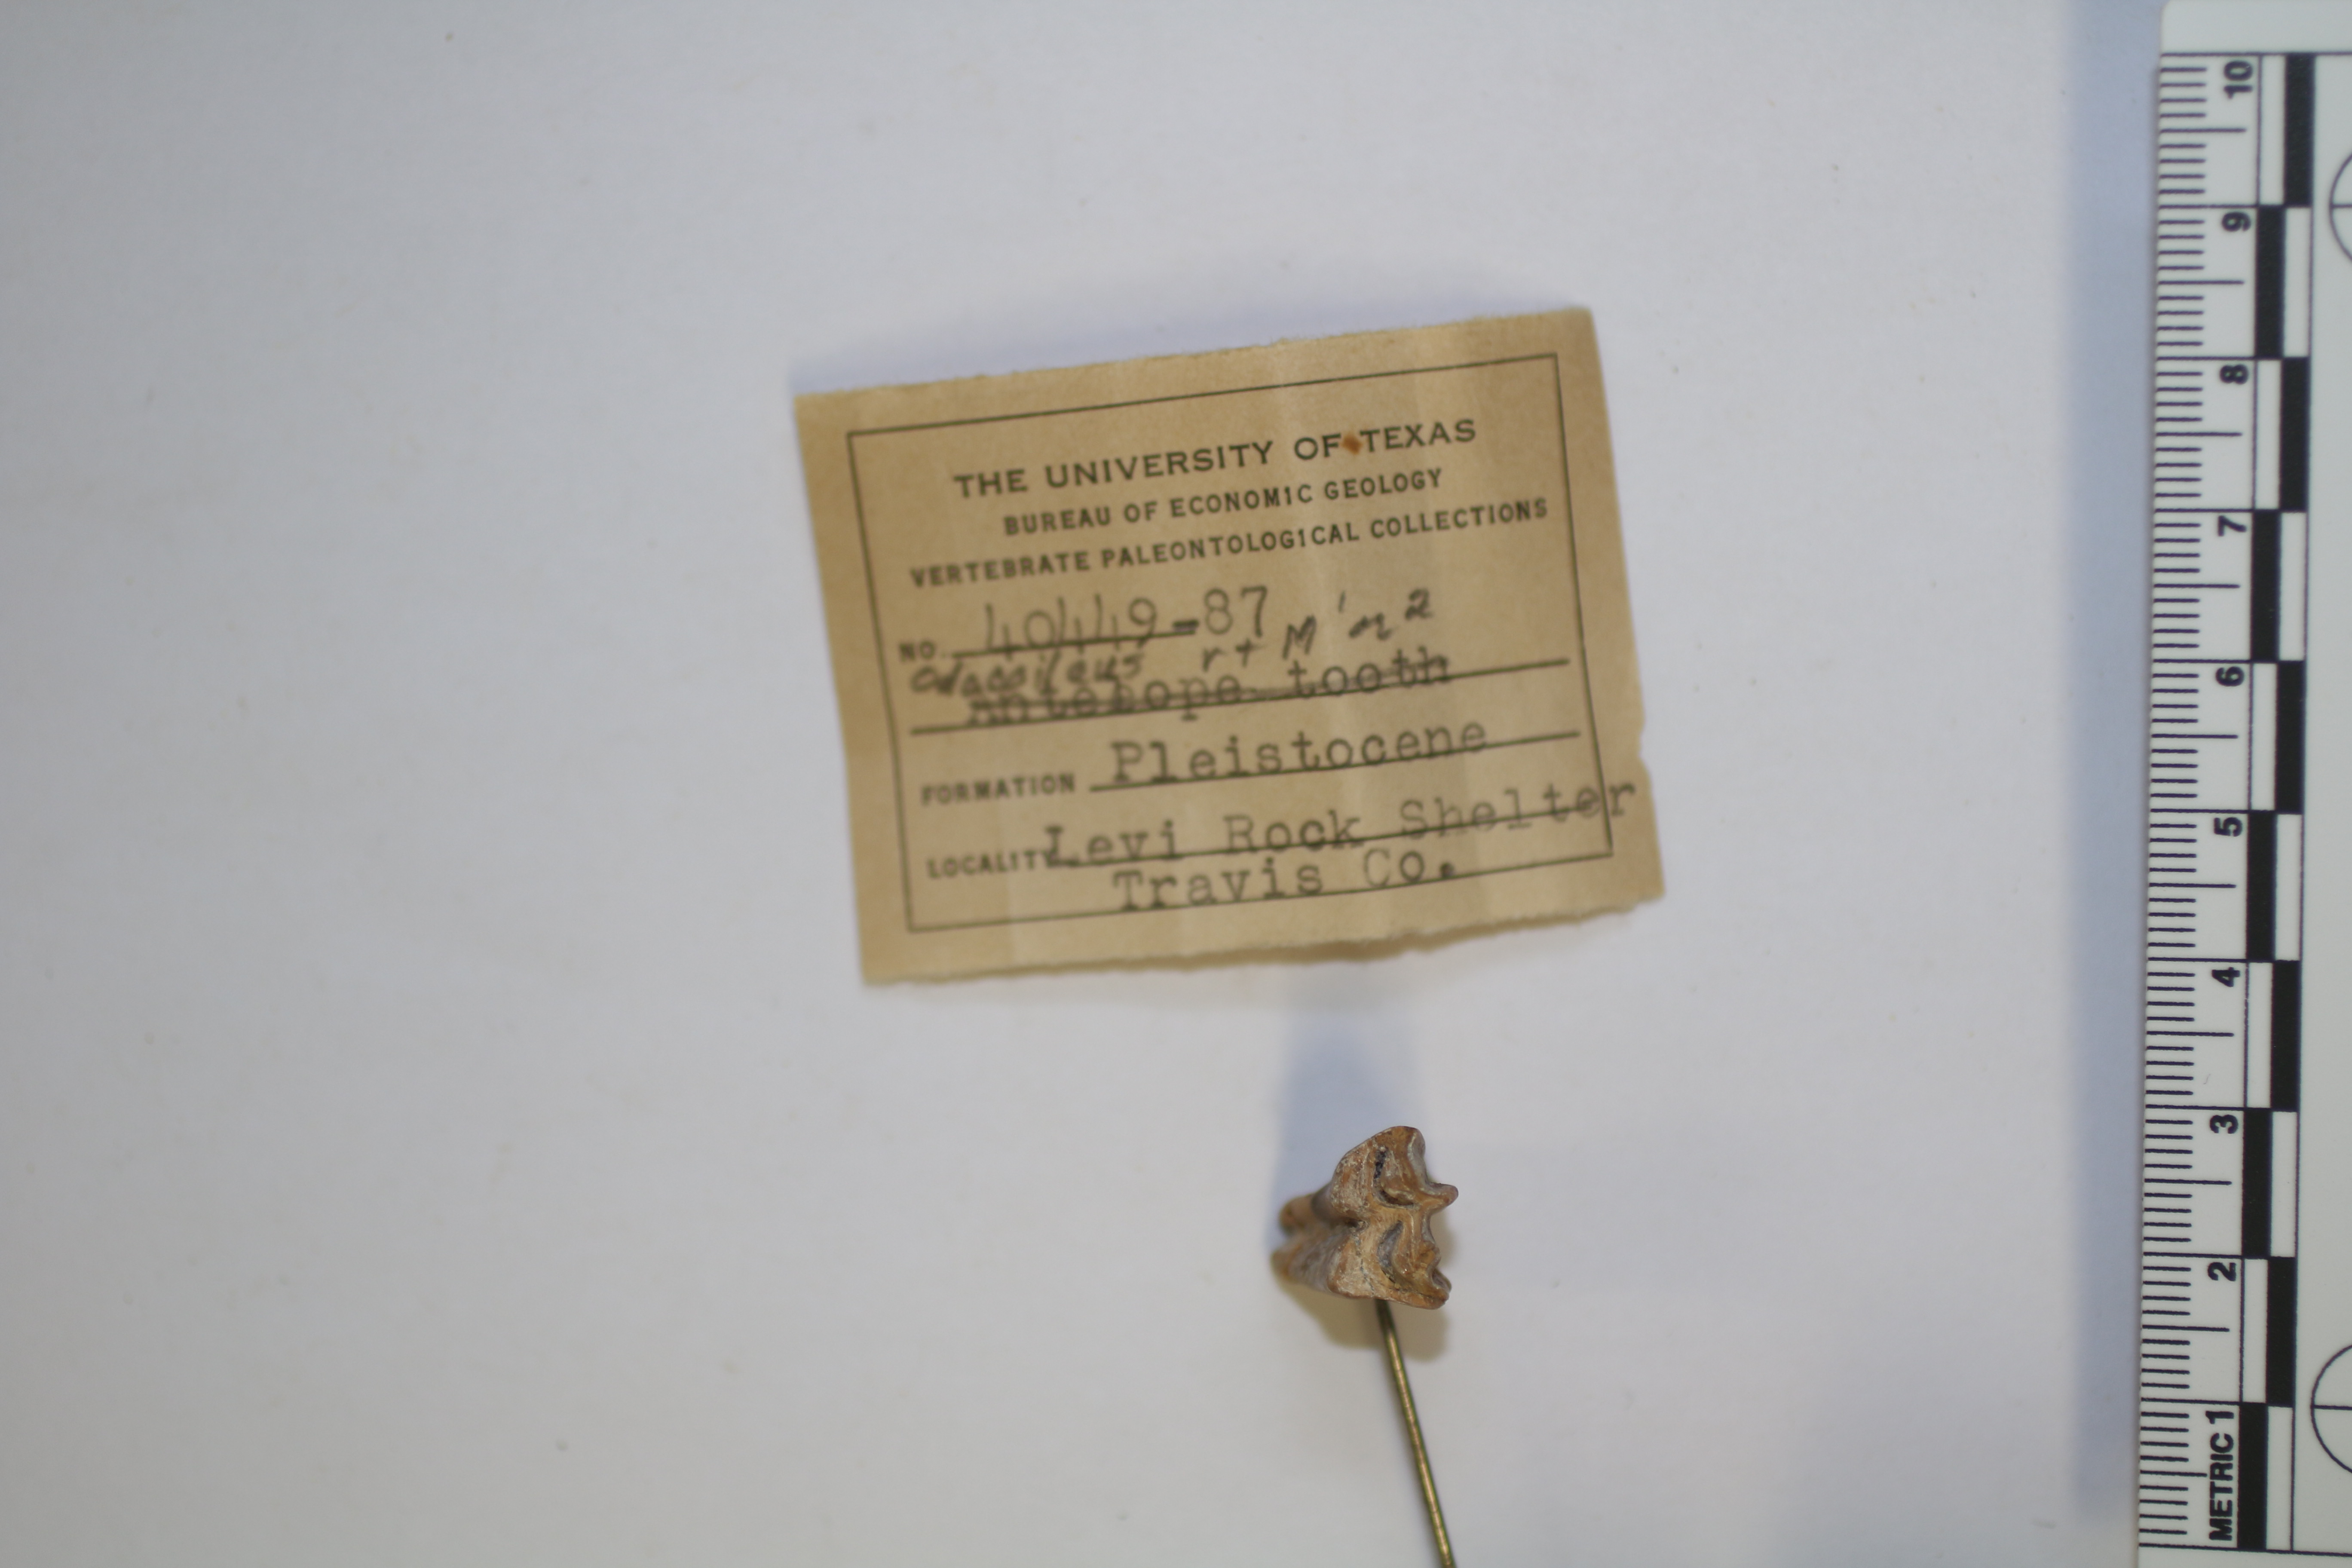 THE UNIVERSITY OF TEXAS
BUREAU OF ECONOMIC GEOLOGY
VERTEBRATE PALEONTOLOGICAL COLLECTIONS
NO. 40449-87
rt M' or 2
Odocoileus
Antelope tooth
FORMATION Pleistocene
LOCALITY Levi Rock Shelter
Travis Co.
METRIC 1 2 3 4 5 6 7 8 9 10